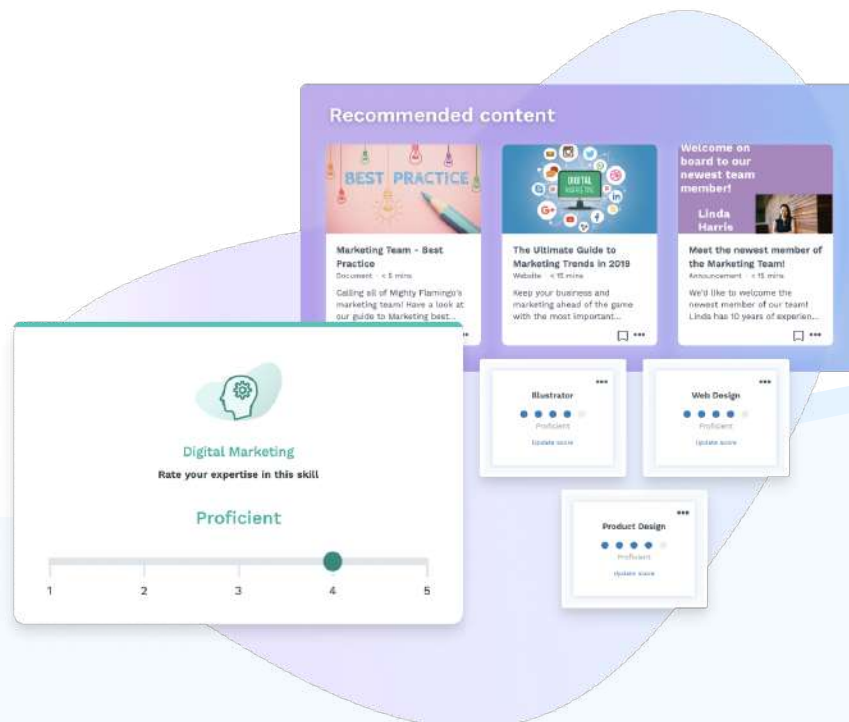 Recommended content
BEST PRACTICE
DIGITAL
MARKETING
Welcome on
board to our
newest team
member!
Linda
Harris
Marketing Team - Best
Practice
Document · < 5 mins
Calling all of Mighty Flamingo's
marketing team! Have a look at
our guide to Marketing best...
The Ultimate Guide to
Marketing Trends in 2019
Website · < 15 mins
Keep your business and
marketing ahead of the game
with the most important...
Meet the newest member of
the Marketing Team!
Announcement · < 15 mins
We'd like to welcome the
newest member of our team!
Linda has 10 years of experien...
Digital Marketing
Rate your expertise in this skill
Proficient
1 2 3 4 5
Illustrator
Proficient
Update score
Web Design
Proficient
Update score
Product Design
Proficient
Update score